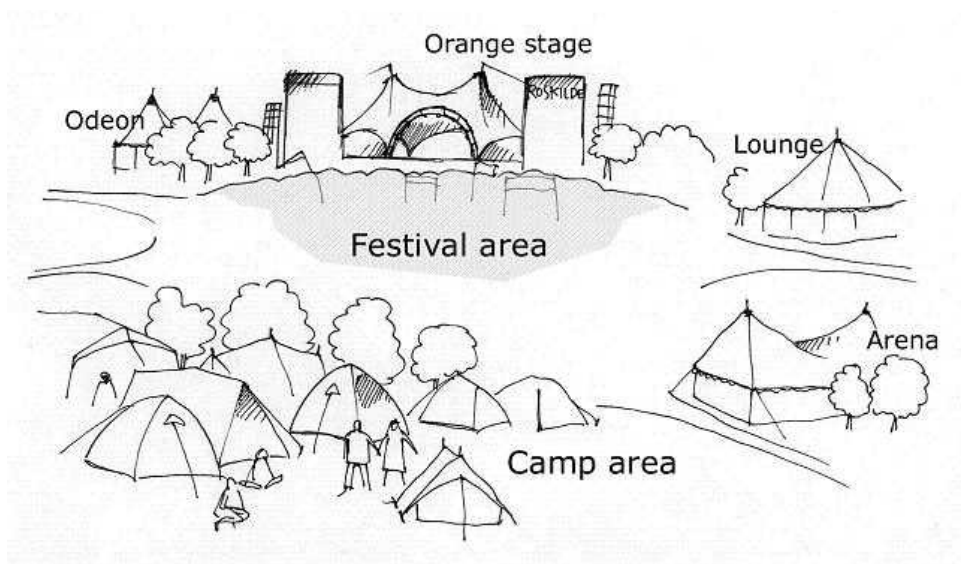 Orange stage
ROSKILDE
Odeon
Lounge
Festival area
Arena
Camp area